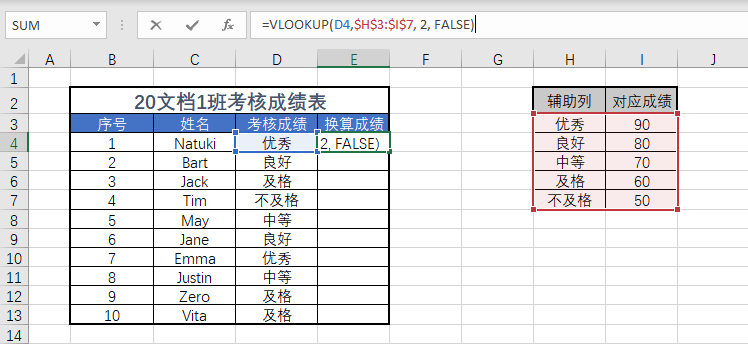 SUM =VLOOKUP(D4,$H$3:$I$7, 2, FALSE)
A B C D E F G H I J
1
2 20文档1班考核成绩表 辅助列 对应成绩
3 序号 姓名 考核成绩 换算成绩 优秀 90
4 1 Natuki 优秀 2, FALSE) 良好 80
5 2 Bart 良好 中等 70
6 3 Jack 及格 及格 60
7 4 Tim 不及格 不及格 50
8 5 May 中等
9 6 Jane 良好
10 7 Emma 优秀
11 8 Justin 中等
12 9 Zero 及格
13 10 Vita 及格
14